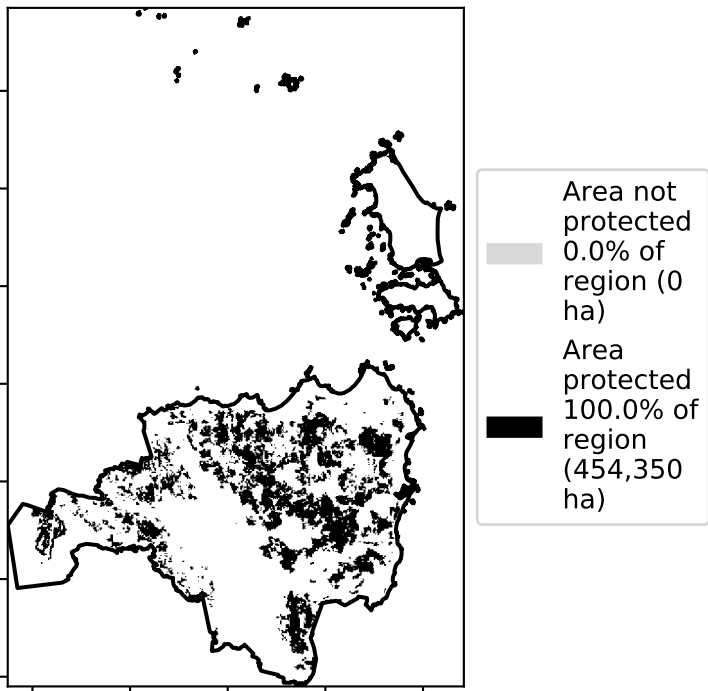 Area not
protected
0.0% of
region (0
ha)
Area
protected
100.0% of
region
(454,350
ha)